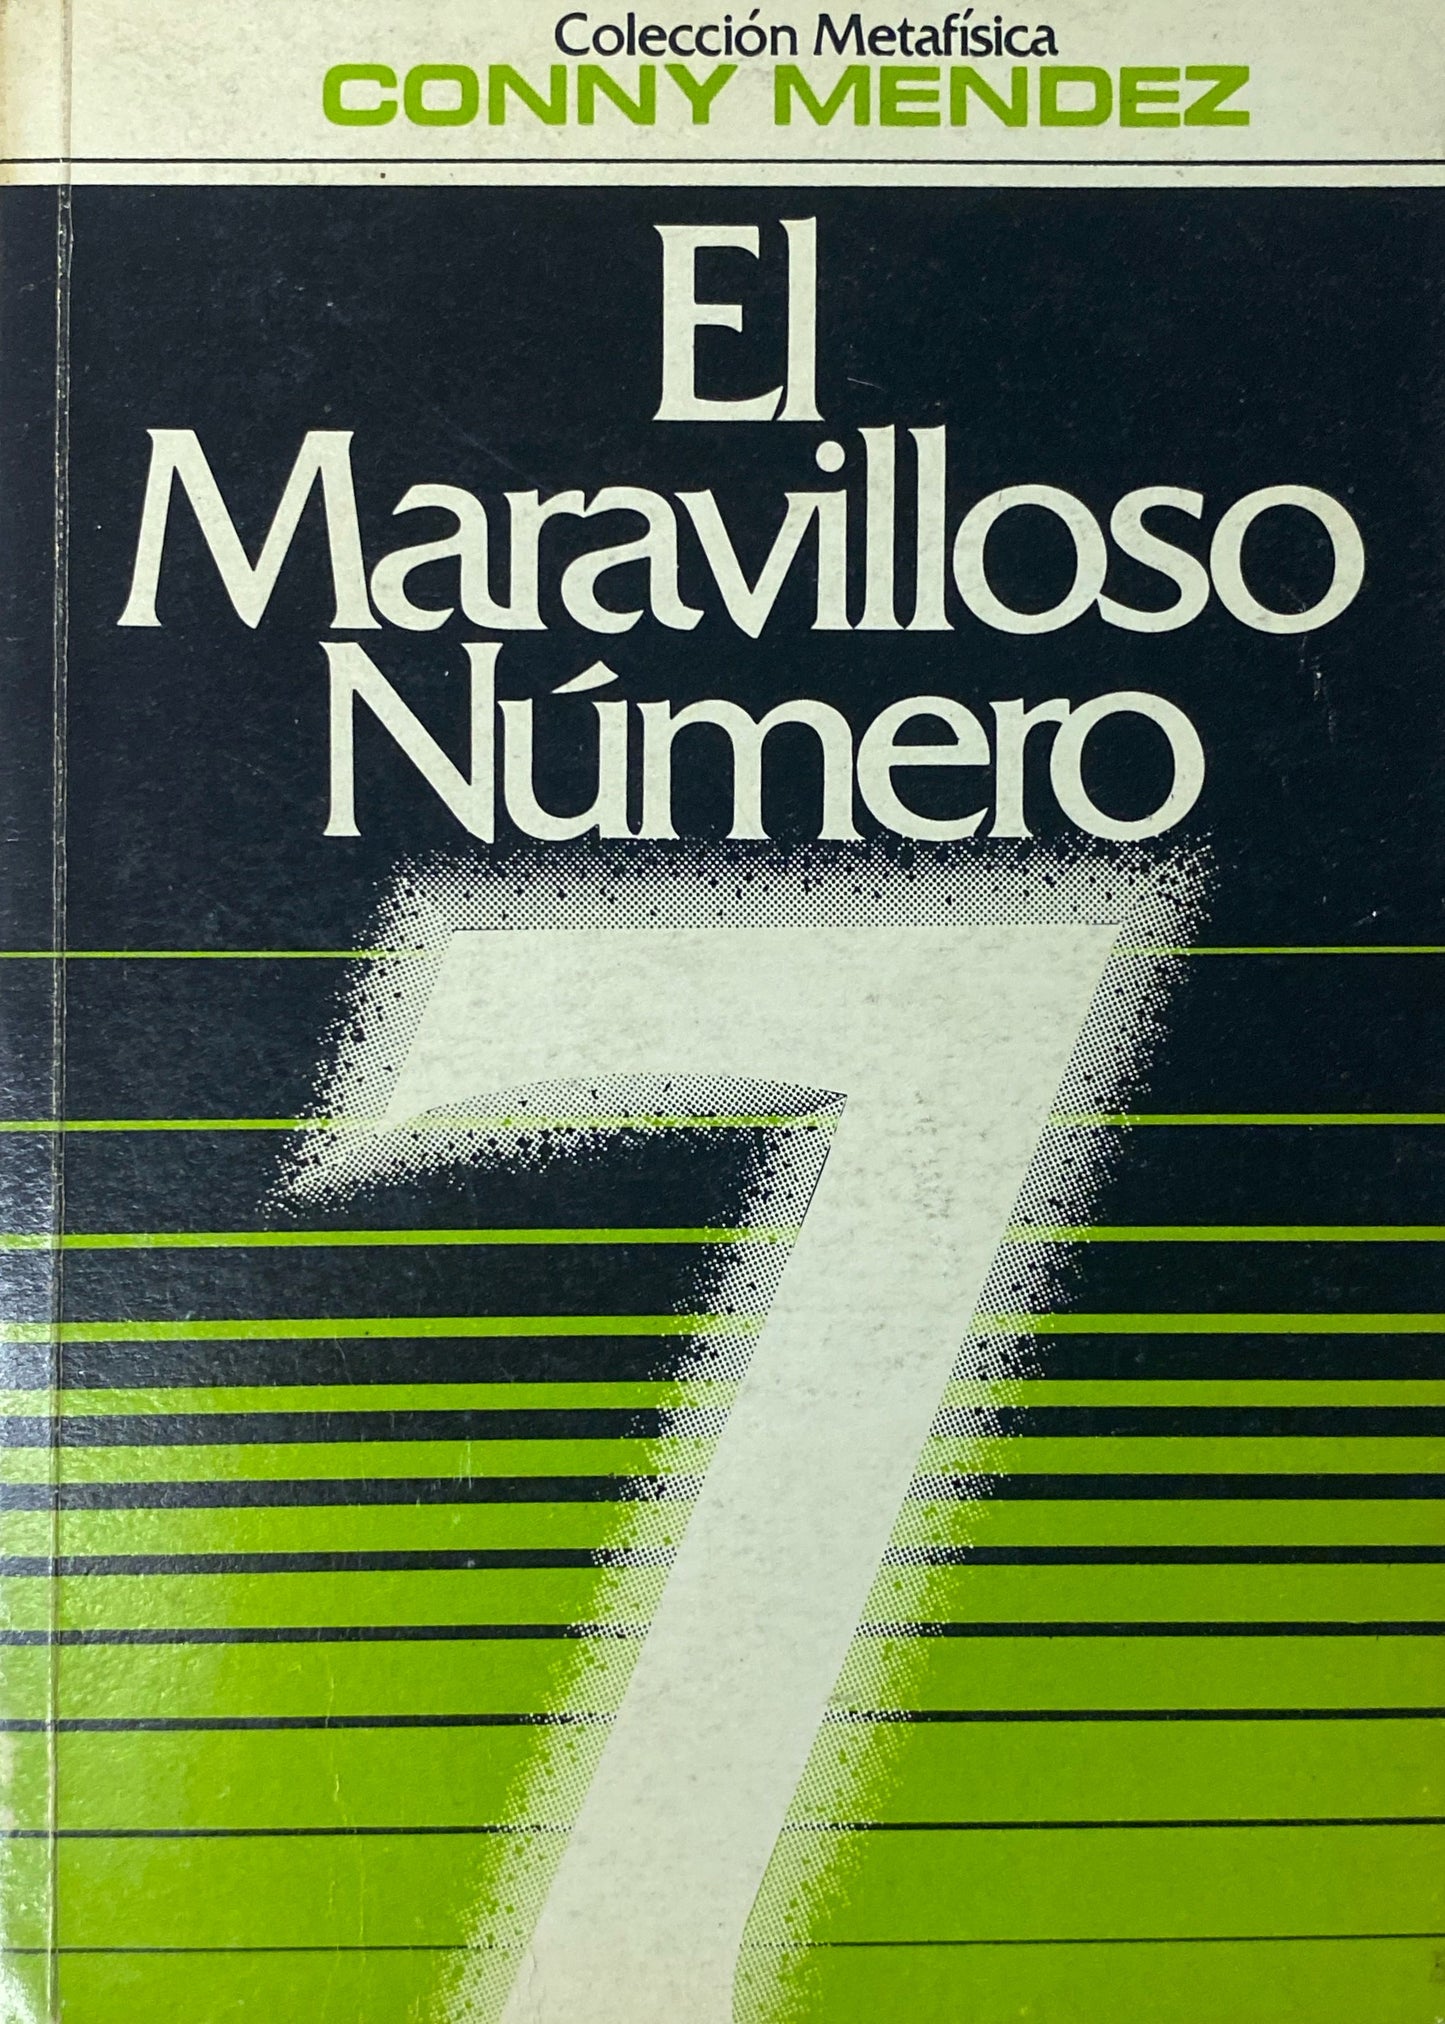 Colección Metafísica
CONNY MENDEZ
El
Maravilloso
Número
7